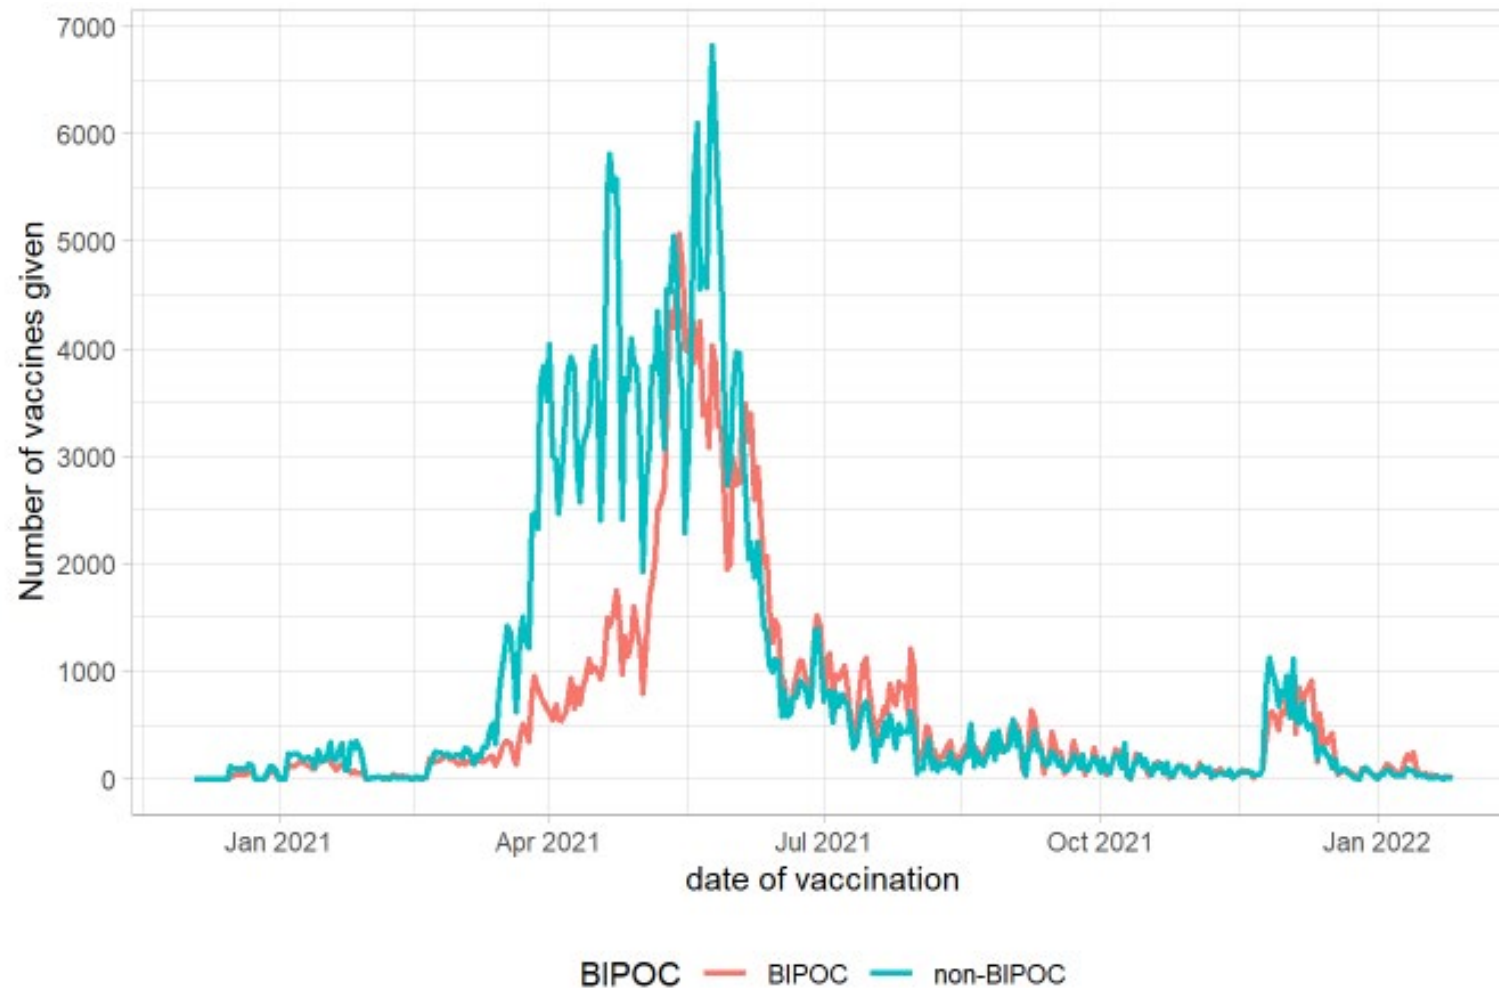 7000
6000
5000
4000
3000
2000
1000
0
Number of vaccines given
Jan 2021 Apr 2021 Jul 2021 Oct 2021 Jan 2022
date of vaccination
BIPOC BIPOC non-BIPOC